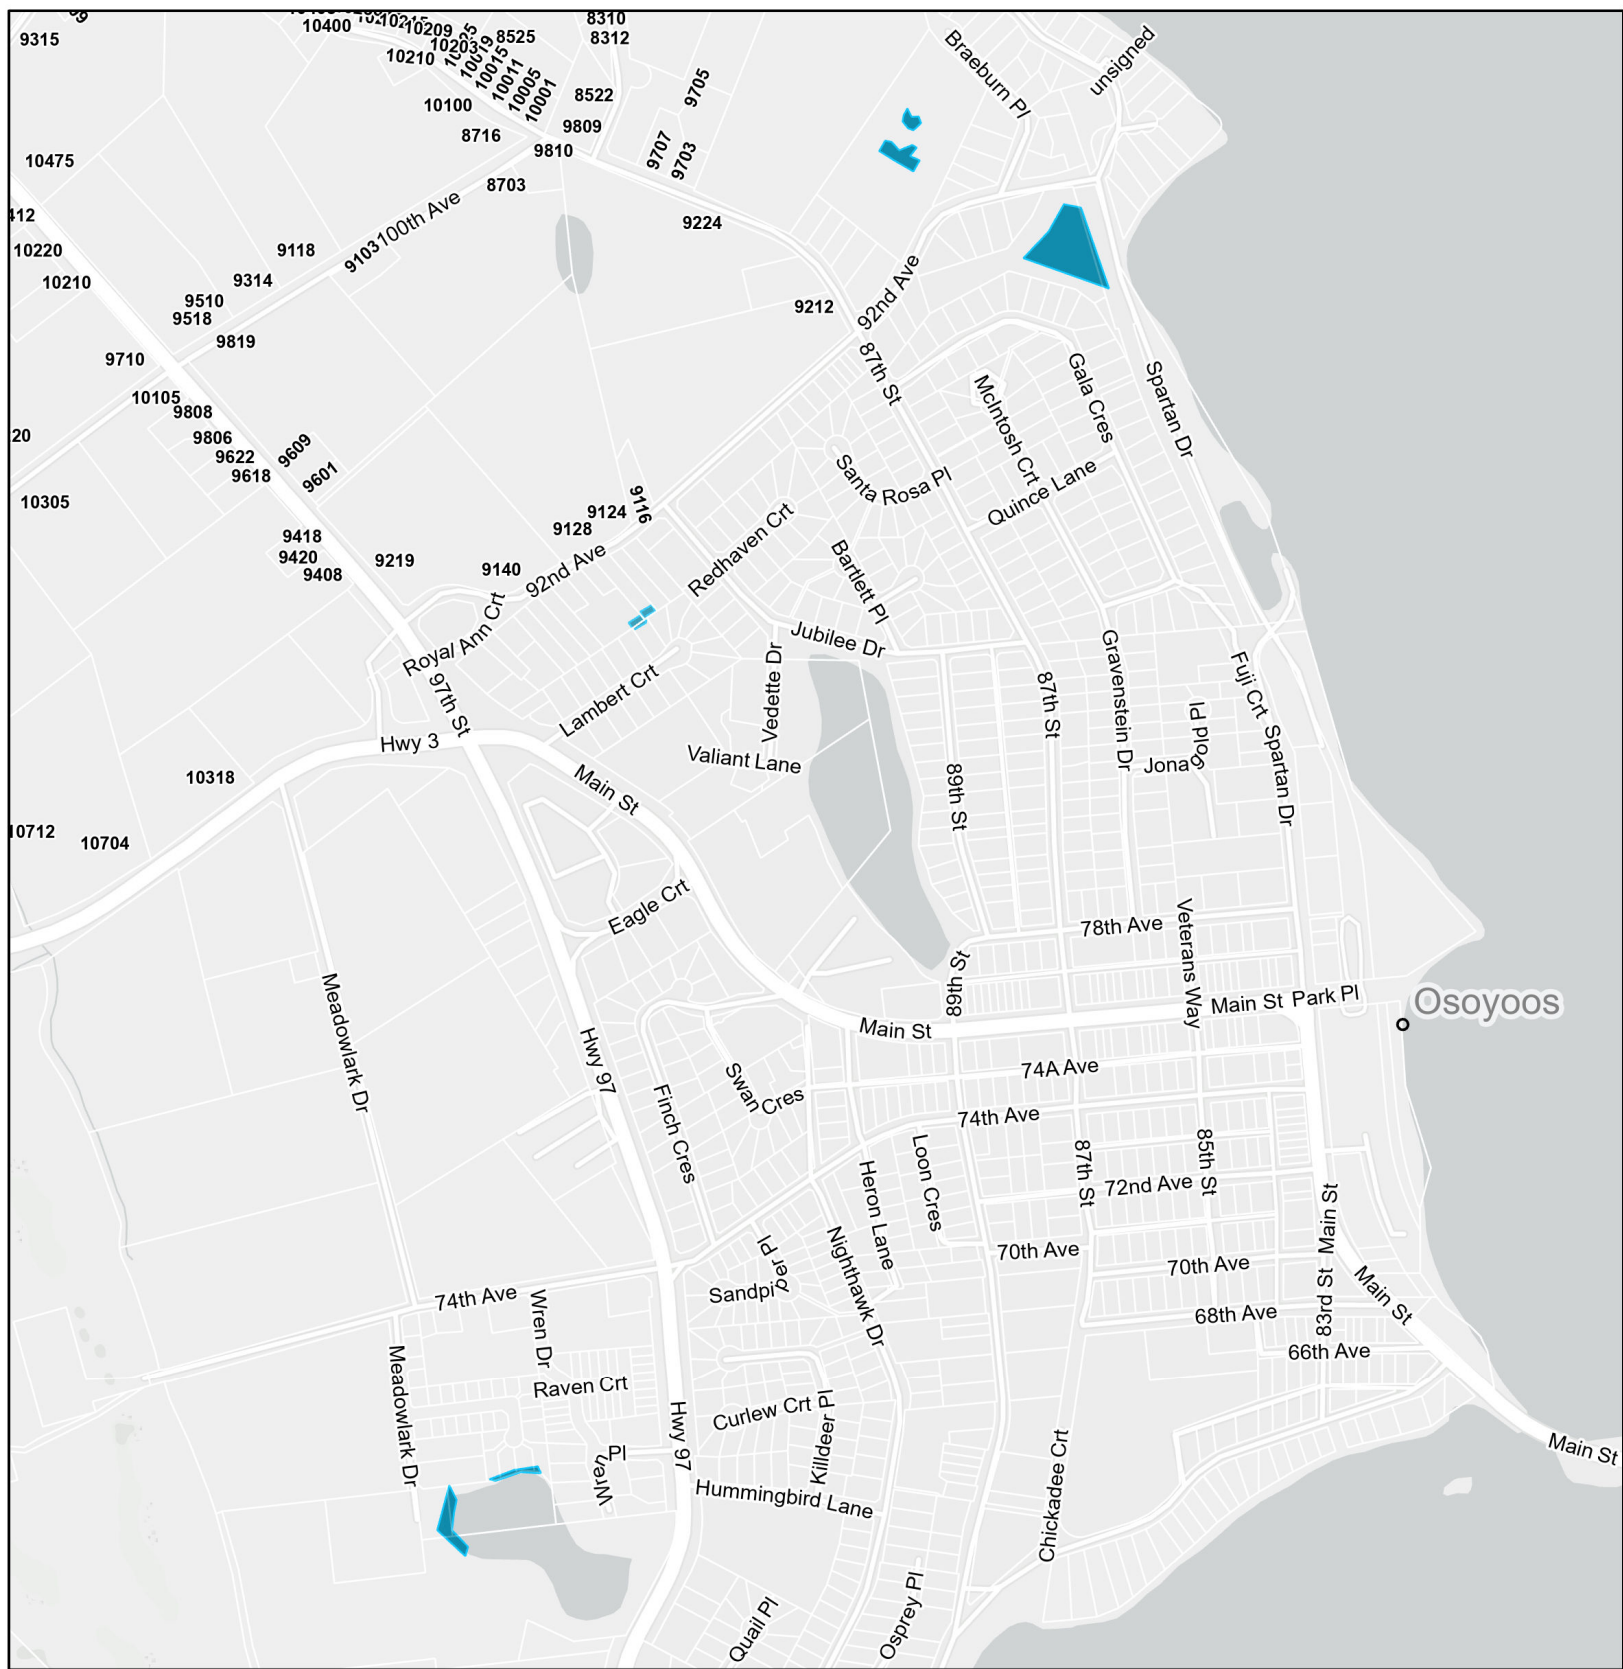 9315
10400
10209
10203
10210
8525
8310
8312
10019
10015
10011
10005
10001
10100
8716
8522
9809
9810
9705
9707
9703
Braeburn Pl
unsigned
10475
8703
100th Ave
9103
9224
10220
10210
9118
9314
9510
9518
9819
9212
92nd Ave
9710
10105
9808
9806
9622
9618
9609
9601
87th St
McIntosh Crt
Gala Cres
Spartan Dr
10305
Santa Rosa Pl
Quince Lane
9418
9420
9408
9219
9140
9128
9124
9116
92nd Ave
Redhaven Crt
Bartlett Pl
Royal Ann Crt
Jubilee Dr
Lambert Crt
Vedette Dr
Valiant Lane
97th St
Hwy 3
Main St
10318
10704
87th St
Gravenstein Dr
Jonagold Pl
Fuji Crt
Spartan Dr
89th St
Eagle Crt
78th Ave
Veterans Way
89th St
Main St
Main St
Park Pl
Osoyoos
Meadowlark Dr
Hwy 97
Finch Cres
Swan Cres
74A Ave
74th Ave
Loon Cres
Heron Lane
Nighthawk Dr
87th St
85th St
72nd Ave
70th Ave
70th Ave
68th Ave
66th Ave
83rd St
Main St
Main St
Main St
74th Ave
Sandpiper Pl
Wren Dr
Raven Crt
Meadowlark Dr
Hwy 97
Curlew Crt
Killdeer Pl
Wren Pl
Hummingbird Lane
Chickadee Crt
Quail Pl
Osprey Pl